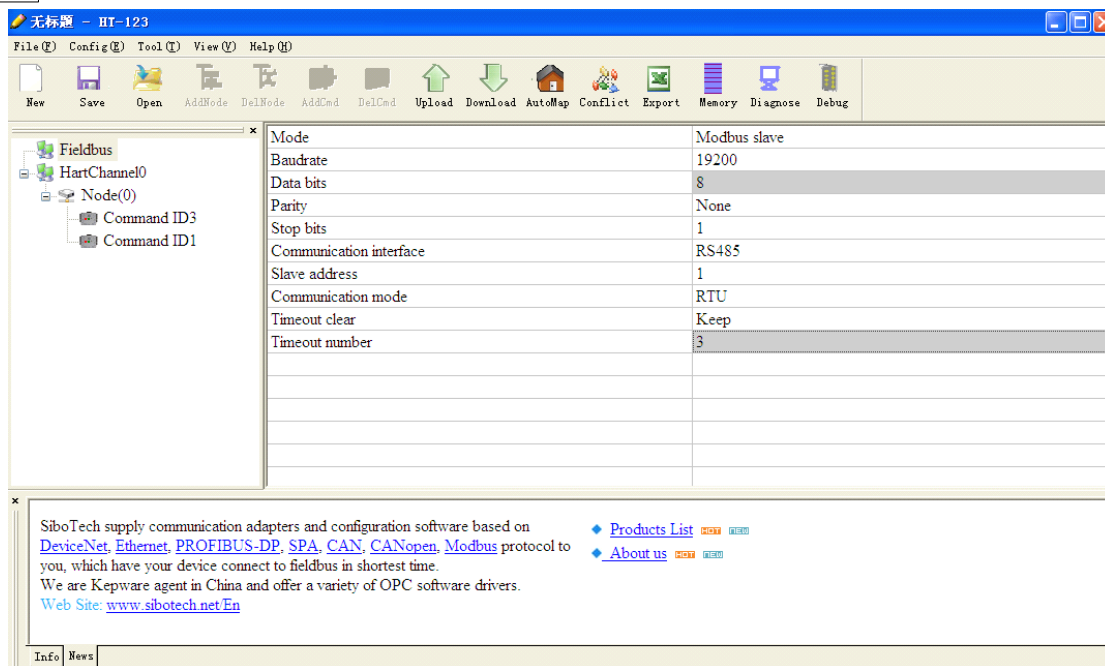 无标题 - HT-123
File(F) Config(E) Tool(T) View(V) Help(H)
New Save Open AddNode DelNode AddCmd DelCmd Upload Download AutoMap Conflict Export Memory Diagnose Debug
Fieldbus
HartChannel0
Node(0)
Command ID3
Command ID1
Mode Modbus slave
Baudrate 19200
Data bits 8
Parity None
Stop bits 1
Communication interface RS485
Slave address 1
Communication mode RTU
Timeout clear Keep
Timeout number 3
SiboTech supply communication adapters and configuration software based on
DeviceNet, Ethernet, PROFIBUS-DP, SPA, CAN, CANopen, Modbus protocol to
you, which have your device connect to fieldbus in shortest time.
We are Kepware agent in China and offer a variety of OPC software drivers.
Web Site: www.sibotech.net/En
Products List HOT NEW
About us HOT NEW
Info News